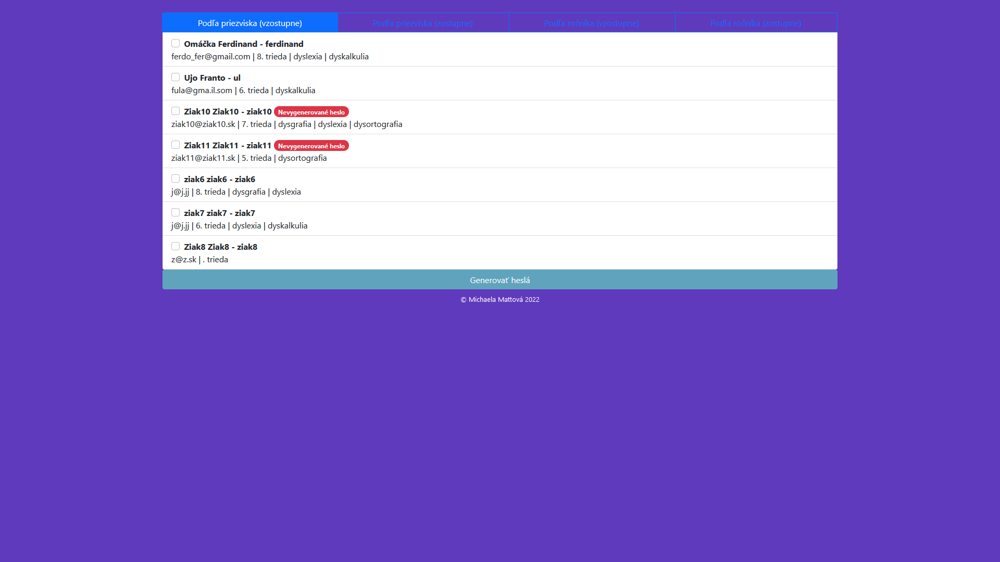 Podľa priezviska (vzostupne) Podľa priezviska (zostupne) Podľa ročníka (vzostupne) Podľa ročníka (zostupne)
Omáčka Ferdinand - ferdinand
ferdo_fer@gmail.com | 8. trieda | dyslexia | dyskalkulia
Ujo Franto - ul
fula@gma.il.som | 6. trieda | dyskalkulia
Ziak10 Ziak10 - ziak10 Nevygenerované heslo
ziak10@ziak10.sk | 7. trieda | dysgrafia | dyslexia | dysortografia
Ziak11 Ziak11 - ziak11 Nevygenerované heslo
ziak11@ziak11.sk | 5. trieda | dysortografia
ziak6 ziak6 - ziak6
j@j.jj | 8. trieda | dysgrafia | dyslexia
ziak7 ziak7 - ziak7
j@j.jj | 6. trieda | dyslexia | dyskalkulia
Ziak8 Ziak8 - ziak8
z@z.sk | . trieda
Generovať heslá
© Michaela Mattová 2022